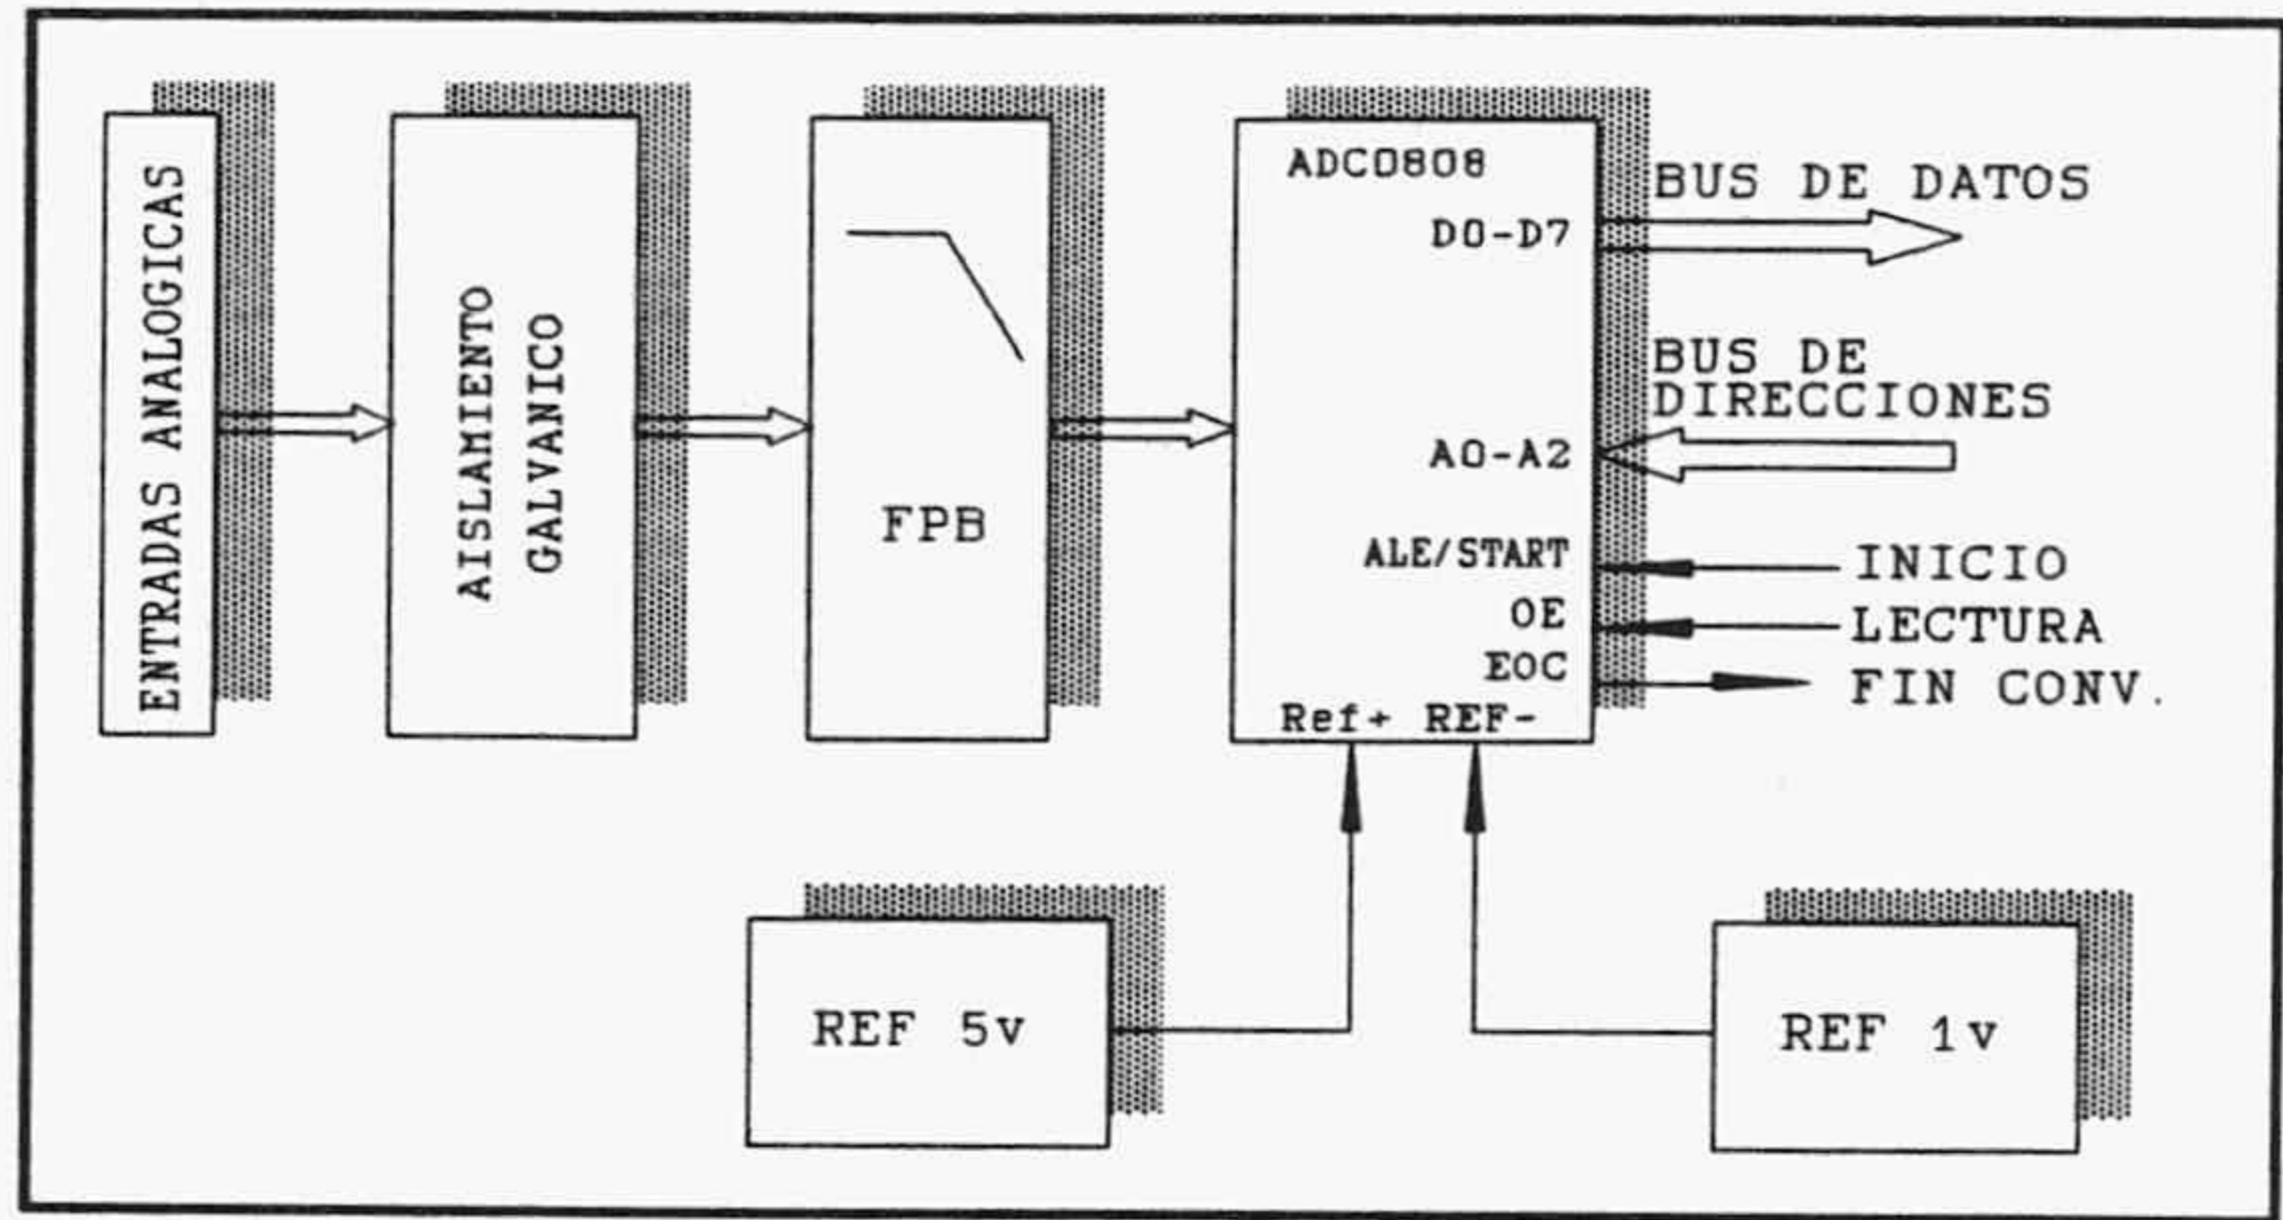 ENTRADAS ANALOGICAS
AISLAMIENTO
GALVANICO
FPB
ADC0808
D0-D7
A0-A2
ALE/START
OE
EOC
Ref+ REF-
BUS DE DATOS
BUS DE
DIRECCIONES
INICIO
LECTURA
FIN CONV.
REF 5v
REF 1v